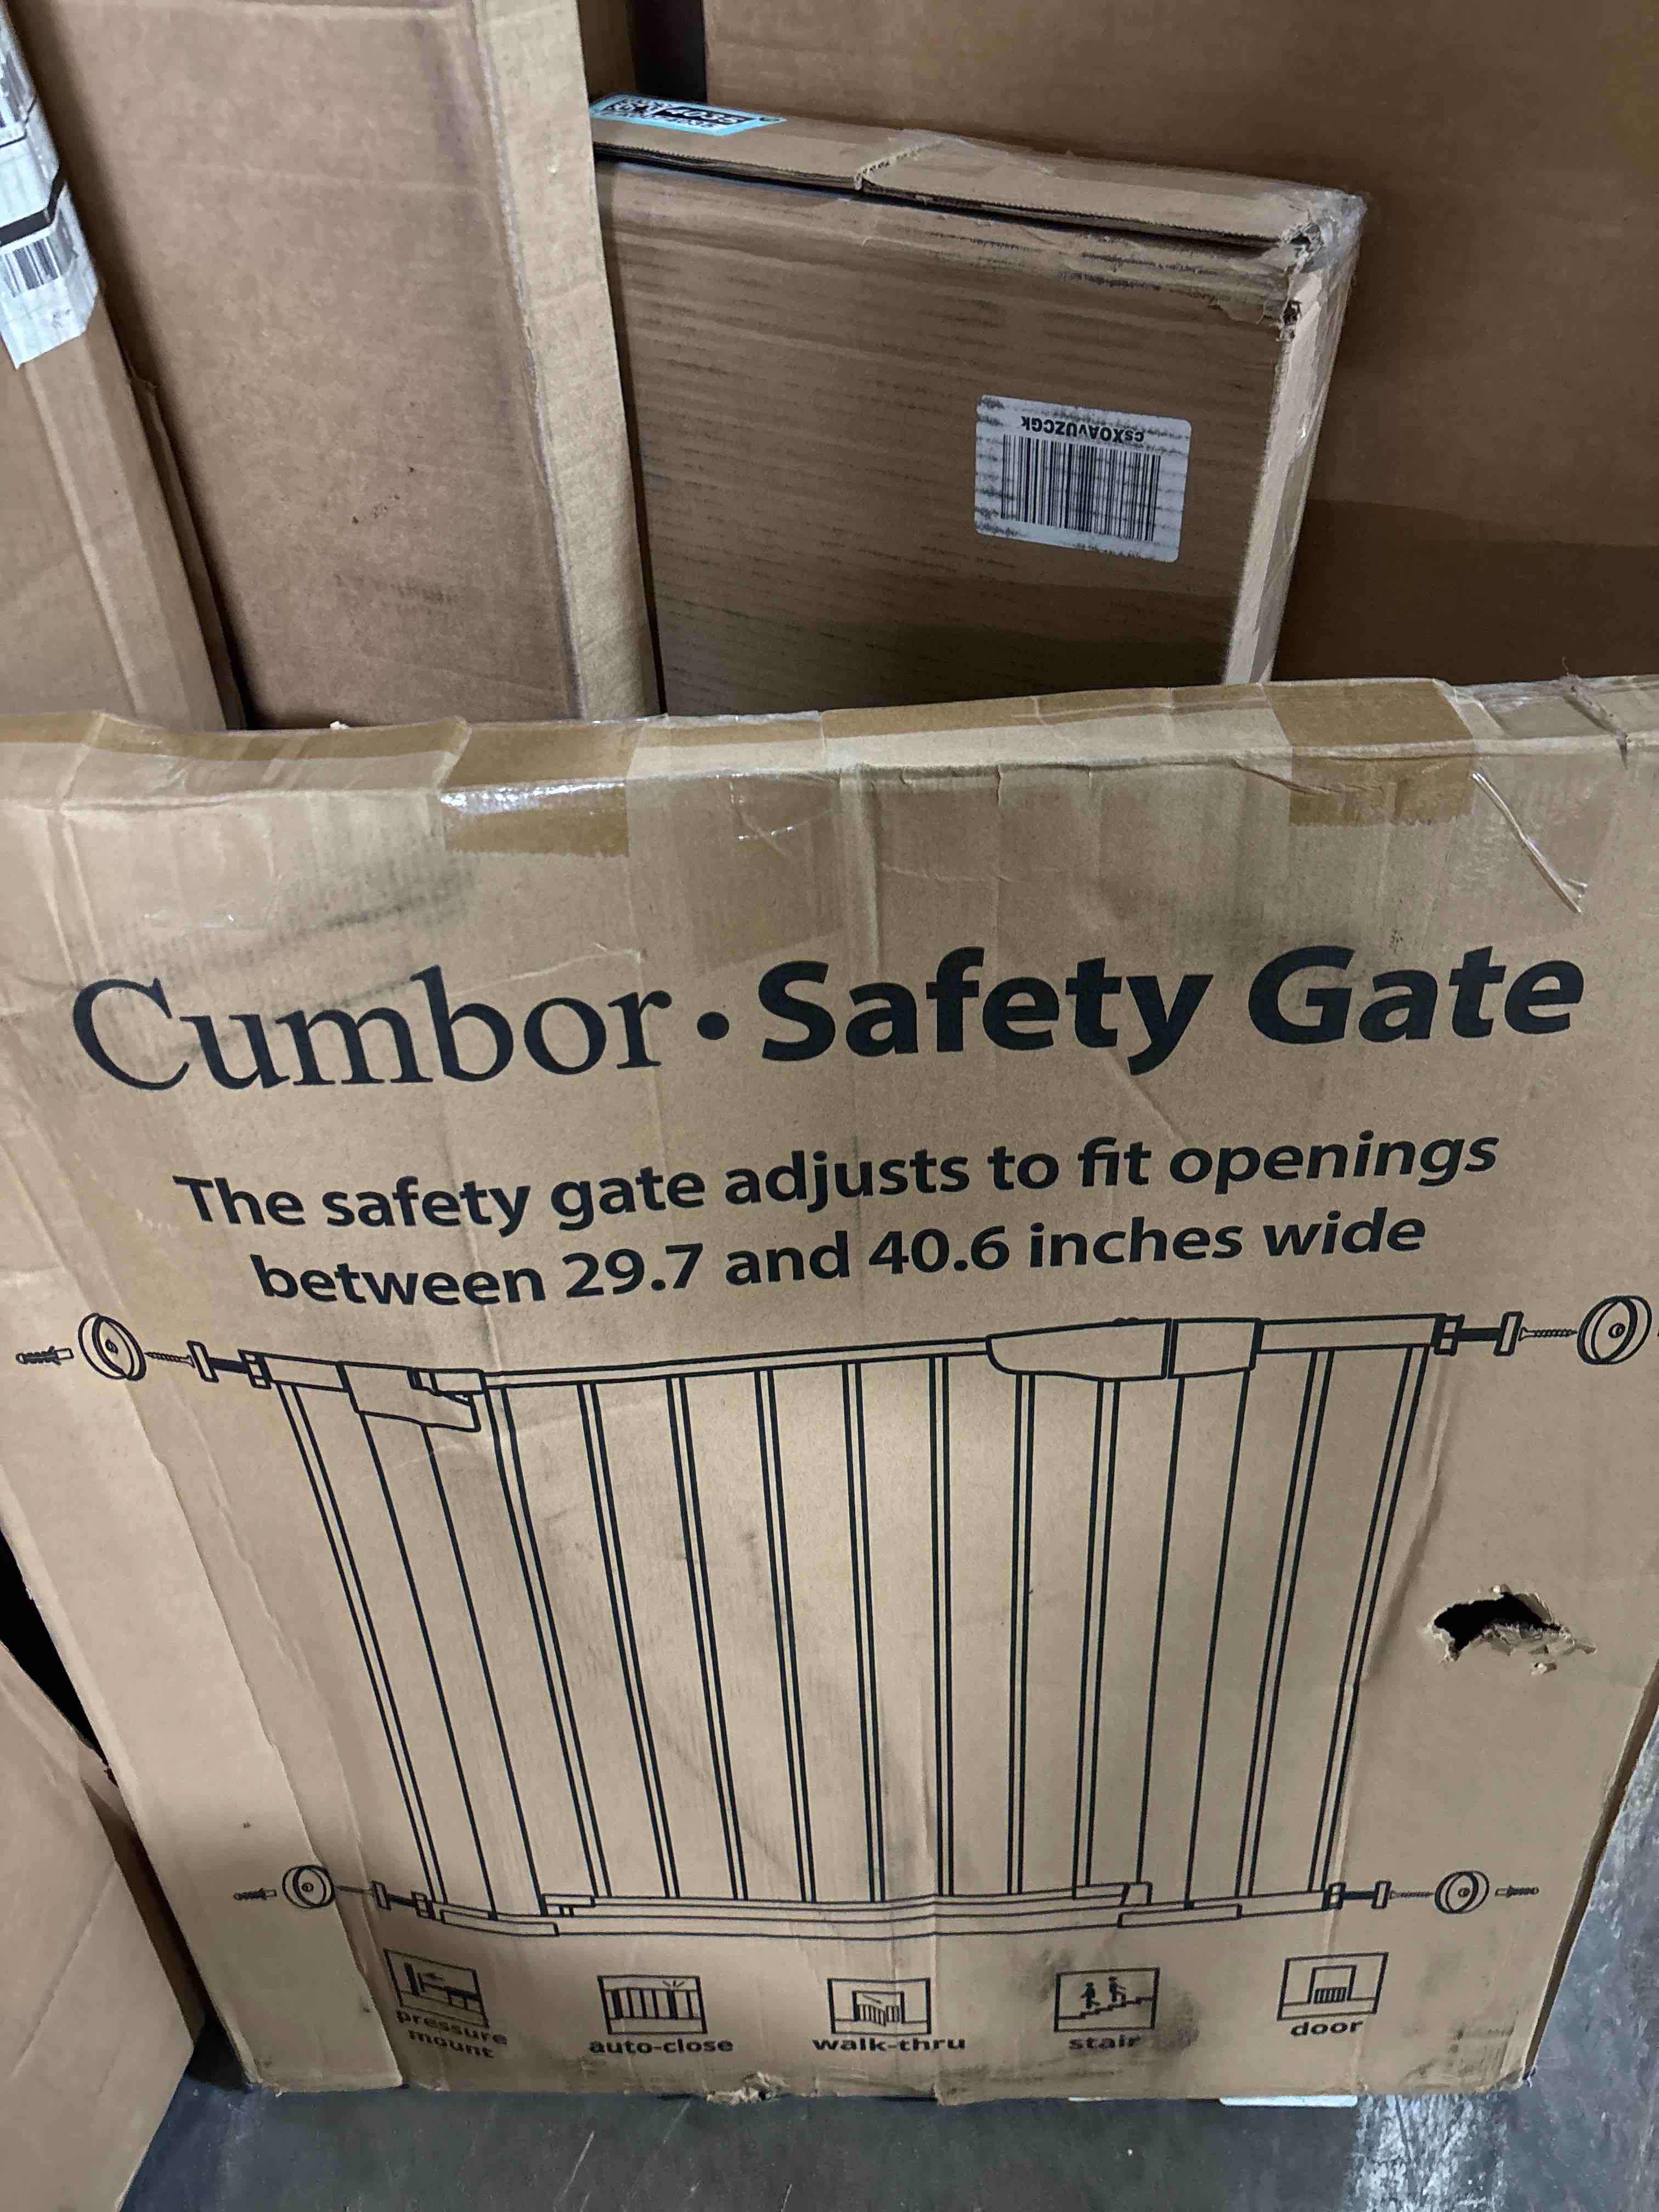 csXOAvUZCGk
Cumbor · Safety Gate
The safety gate adjusts to fit openings
between 29.7 and 40.6 inches wide
pressure
mount
auto-close
walk-thru
stair
door